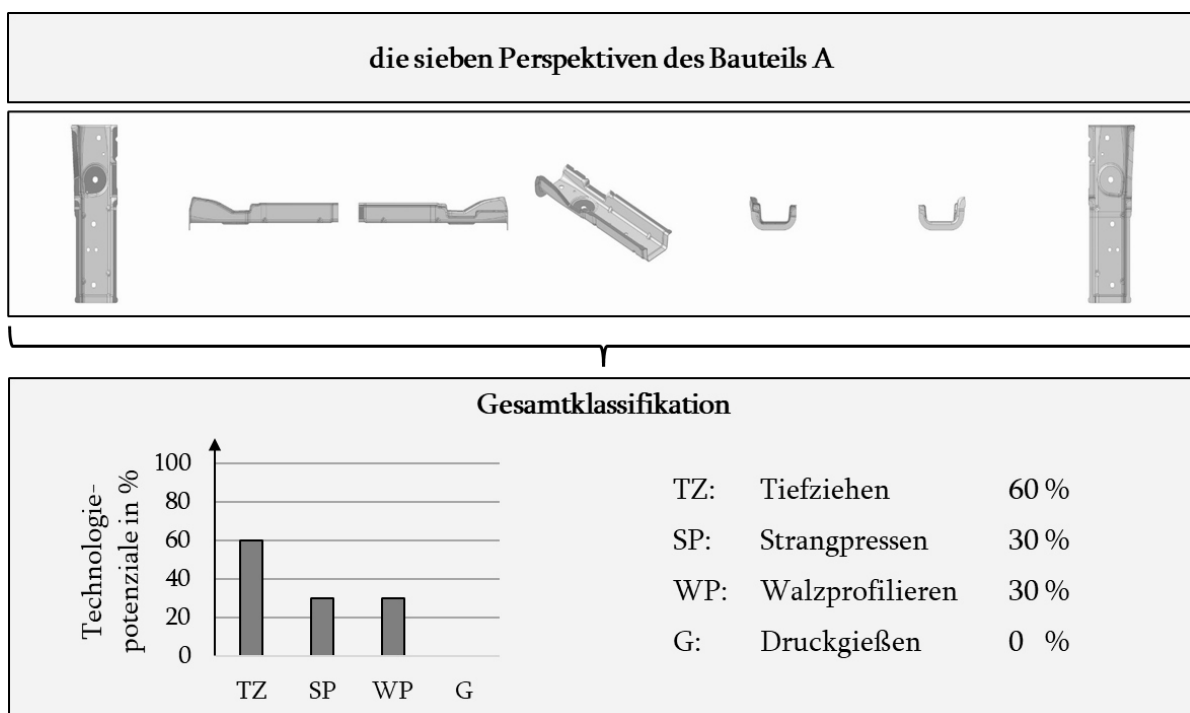 die sieben Perspektiven des Bauteils A
Gesamtklassifikation
Technologie-
potenziale in %
100
80
60
40
20
0
TZ SP WP G
TZ: Tiefziehen 60 %
SP: Strangpressen 30 %
WP: Walzprofilieren 30 %
G: Druckgießen 0 %